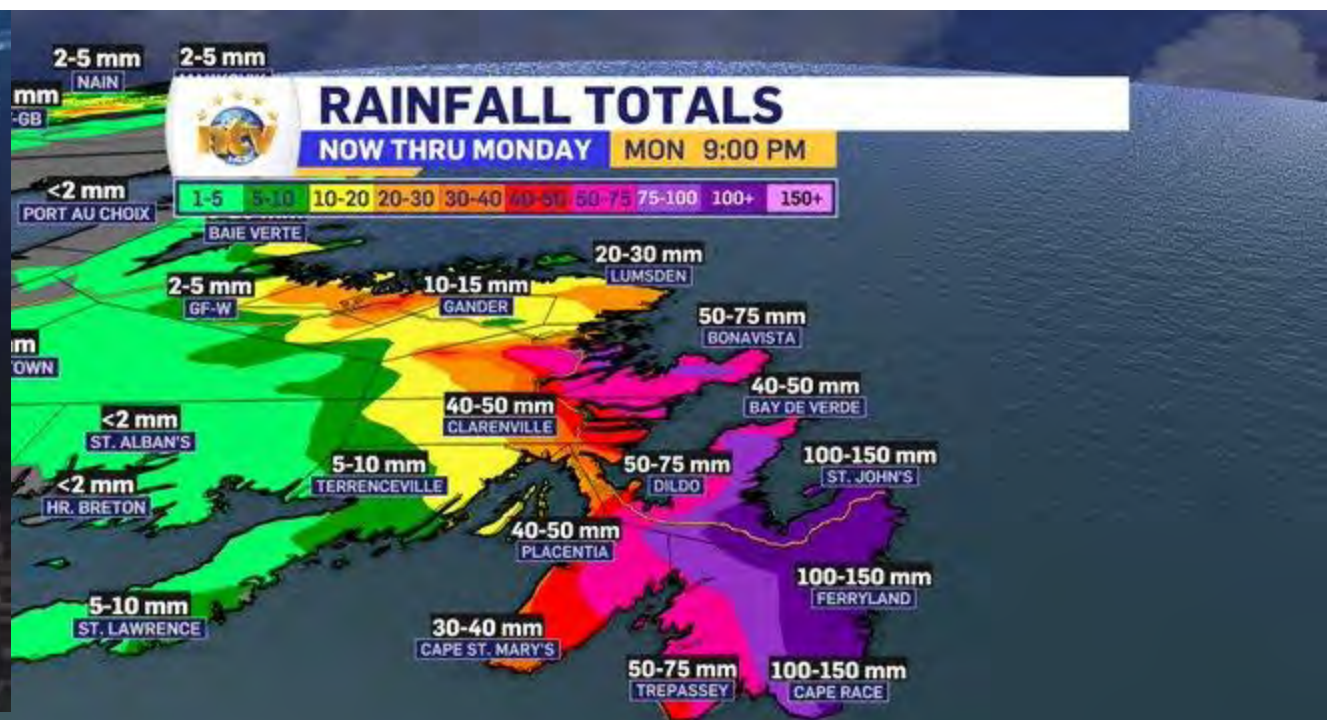 2-5 mm
NAIN
2-5 mm
mm
-GB
NTV
RAINFALL TOTALS
NOW THRU MONDAY MON 9:00 PM
1-5 5-10 10-20 20-30 30-40 40-50 50-75 75-100 100+ 150+
<2 mm
PORT AU CHOIX
BAIE VERTE
20-30 mm
LUMSDEN
2-5 mm
GF-W
10-15 mm
GANDER
50-75 mm
BONAVISTA
m
OWN
40-50 mm
BAY DE VERDE
40-50 mm
CLARENVILLE
<2 mm
ST. ALBAN'S
5-10 mm
TERRENCEVILLE
50-75 mm
DILDO
100-150 mm
ST. JOHN'S
<2 mm
HR. BRETON
40-50 mm
PLACENTIA
100-150 mm
FERRYLAND
5-10 mm
ST. LAWRENCE
30-40 mm
CAPE ST. MARY'S
50-75 mm
TREPASSEY
100-150 mm
CAPE RACE